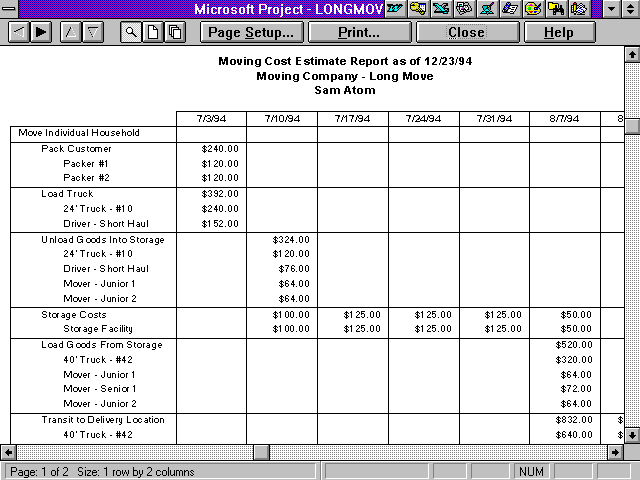 Microsoft Project - LONGMOV
Page Setup... Print... Close Help
Moving Cost Estimate Report as of 12/23/94
Moving Company - Long Move
Sam Atom
7/3/94 7/10/94 7/17/94 7/24/94 7/31/94 8/7/94 8
Move Individual Household
Pack Customer $240.00
Packer #1 $120.00
Packer #2 $120.00
Load Truck $392.00
24' Truck - #10 $240.00
Driver - Short Haul $152.00
Unload Goods Into Storage $324.00
24' Truck - #10 $120.00
Driver - Short Haul $76.00
Mover - Junior 1 $64.00
Mover - Junior 2 $64.00
Storage Costs $100.00 $125.00 $125.00 $125.00 $50.00
Storage Facility $100.00 $125.00 $125.00 $125.00 $50.00
Load Goods From Storage $520.00
40' Truck - #42 $320.00
Mover - Junior 1 $64.00
Mover - Senior 1 $72.00
Mover - Junior 2 $64.00
Transit to Delivery Location $832.00 $
40' Truck - #42 $640.00 $
Page: 1 of 2 Size: 1 row by 2 columns NUM